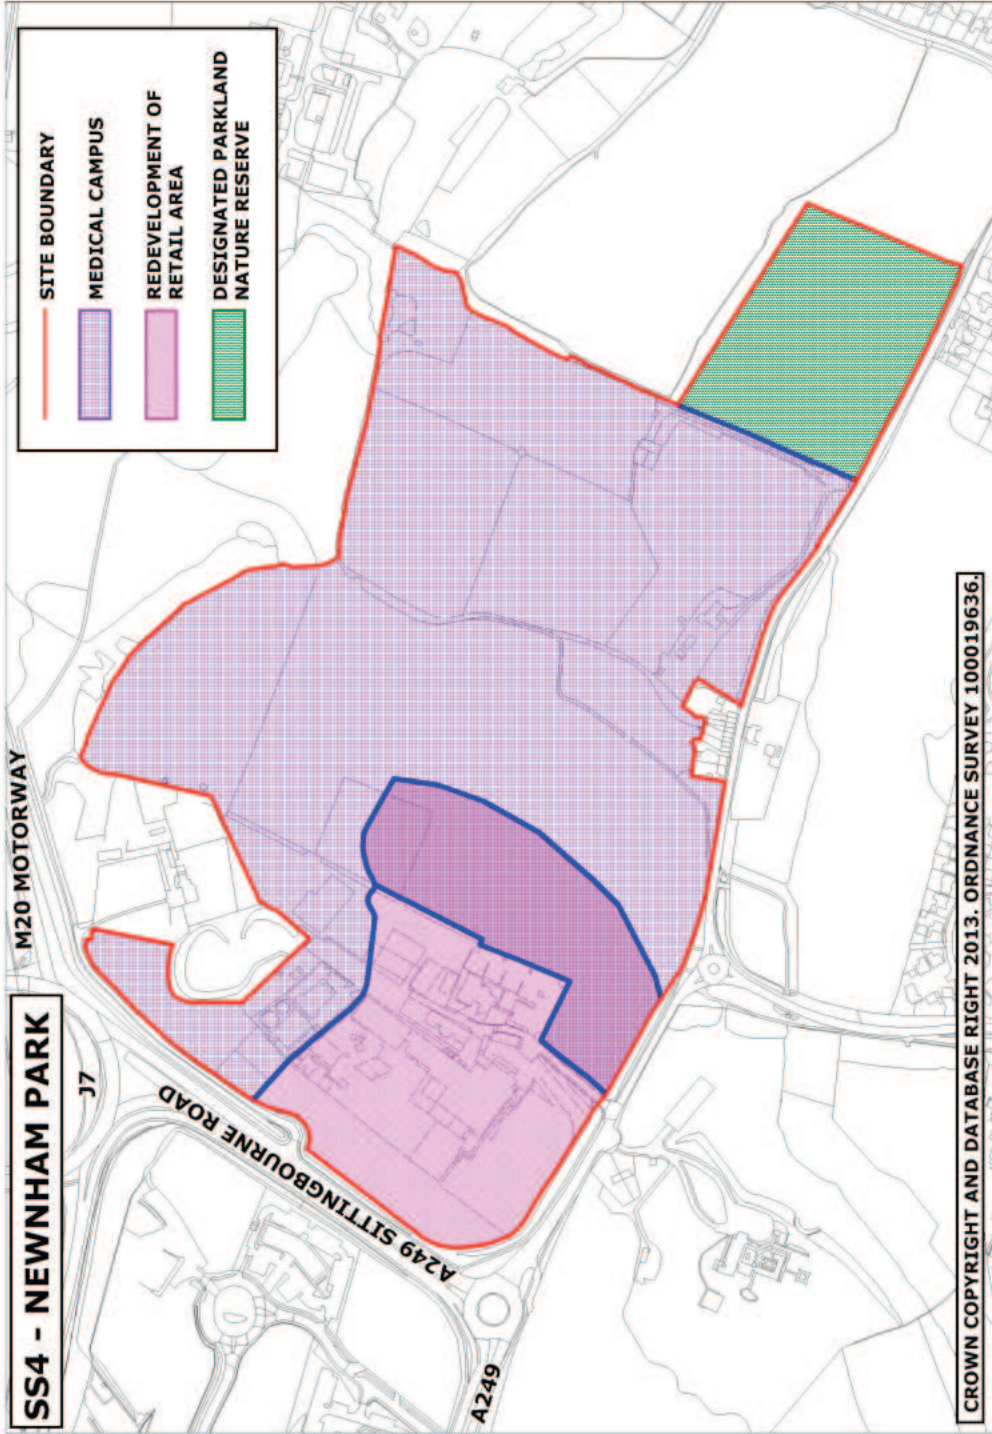 SS4 - NEWNHAM PARK
M20 MOTORWAY
J7
A249 SITTINGBOURNE ROAD
A249
SITE BOUNDARY
MEDICAL CAMPUS
REDEVELOPMENT OF
RETAIL AREA
DESIGNATED PARKLAND
NATURE RESERVE
CROWN COPYRIGHT AND DATABASE RIGHT 2013. ORDNANCE SURVEY 100019636.